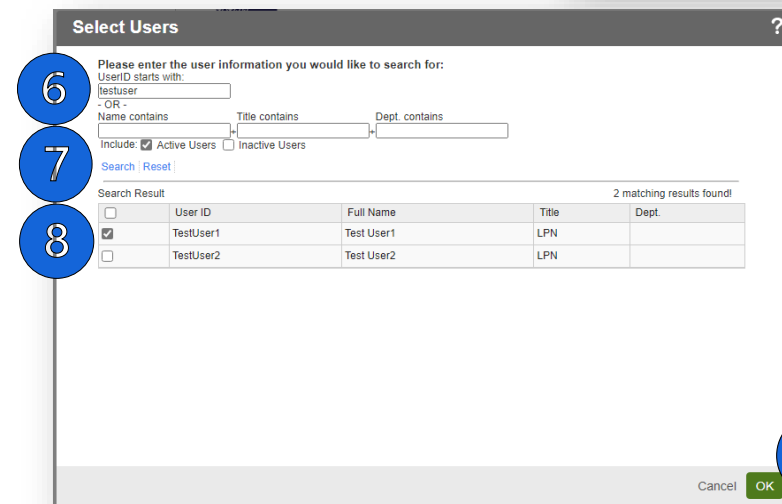 Select Users ?
Please enter the user information you would like to search for:
6
UserID starts with:
testuser
- OR -
Name contains Title contains Dept. contains
+ +
7
Include: Active Users Inactive Users
Search Reset
Search Result 2 matching results found!
User ID Full Name Title Dept.
8
TestUser1 Test User1 LPN
TestUser2 Test User2 LPN
Cancel OK